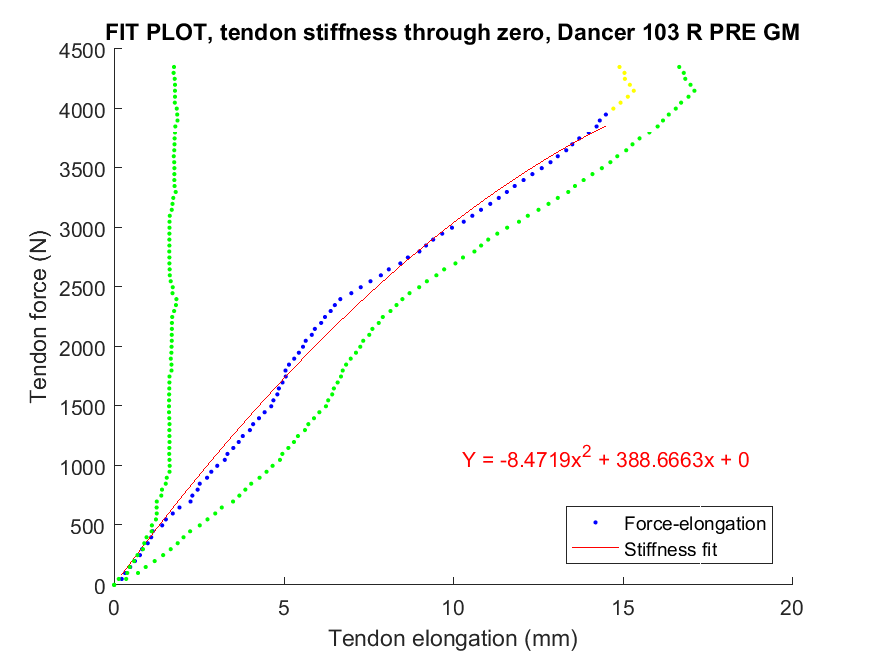 FIT PLOT, tendon stiffness through zero, Dancer 103 R PRE GM
4500
4000
3500
3000
2500
2000
1500
1000
500
0
Tendon force (N)
Y = -8.4719x² + 388.6663x + 0
Force-elongation
Stiffness fit
0 5 10 15 20
Tendon elongation (mm)